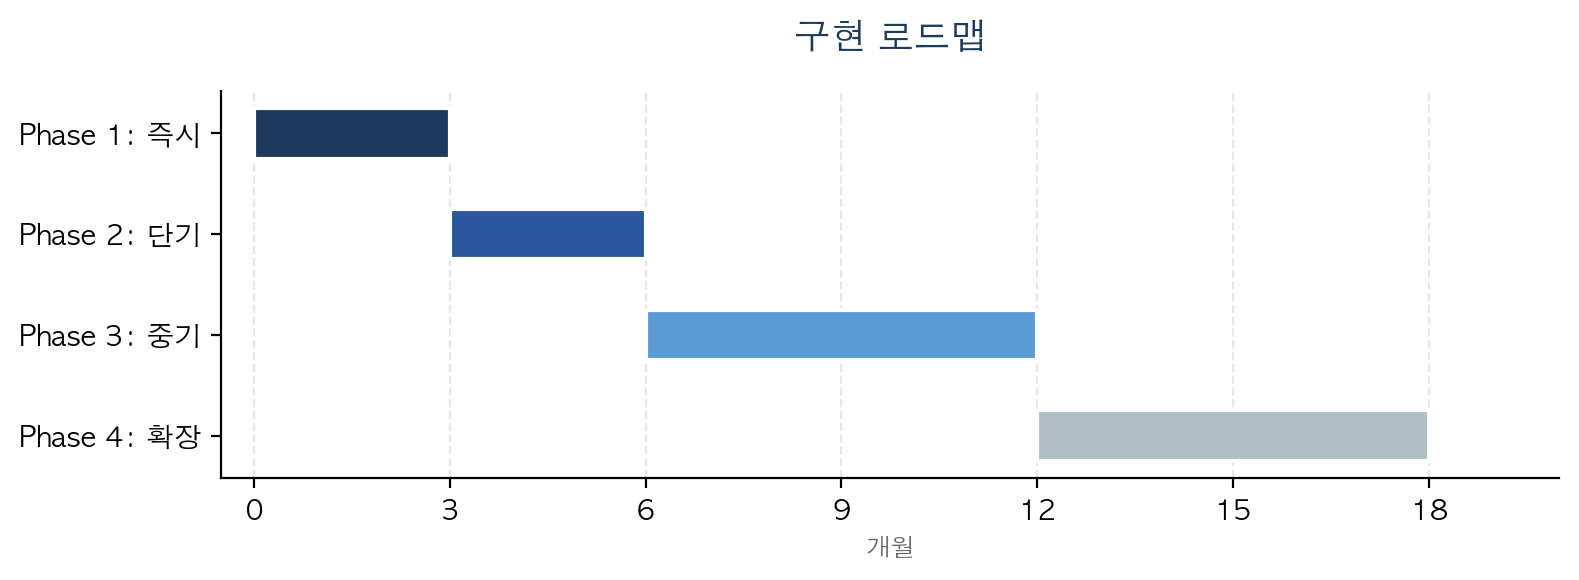 구현 로드맵
Phase 1: 즉시
Phase 2: 단기
Phase 3: 중기
Phase 4: 확장
0 3 6 9 12 15 18
개월